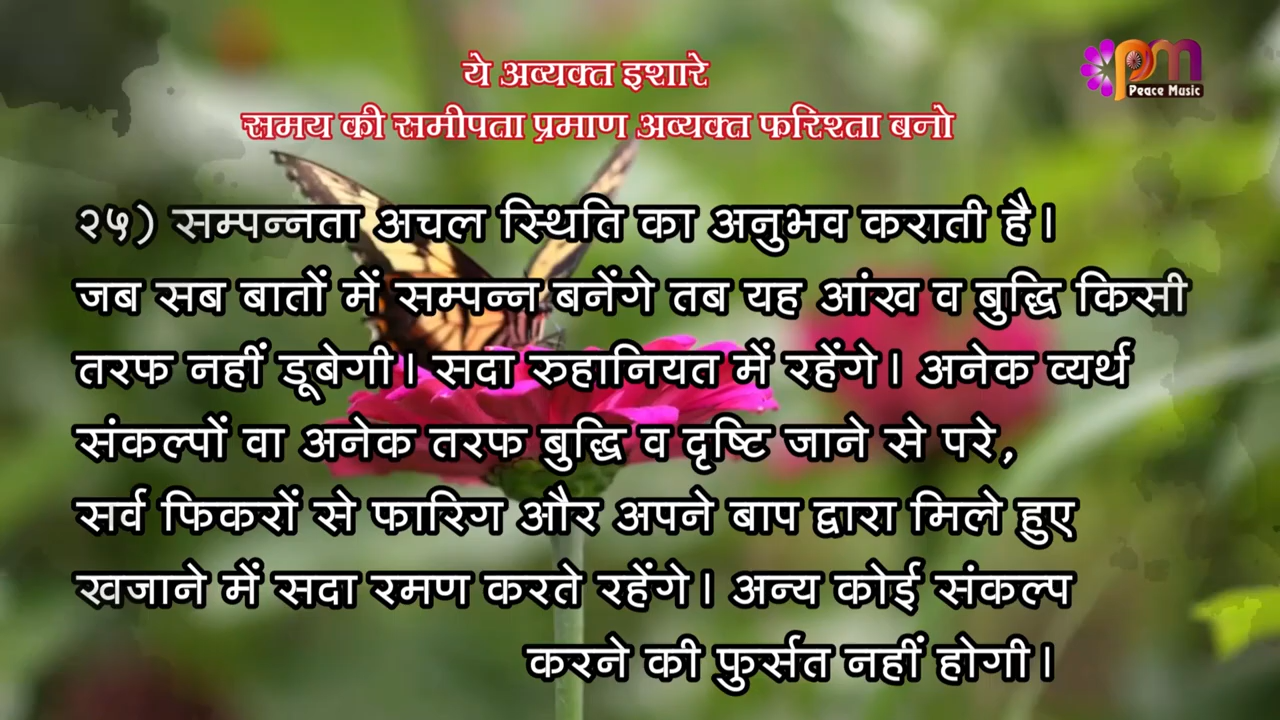 ये अव्यक्त इशारे
समय की समीपता प्रमाण अव्यक्त फरिश्ता बनो
pm
Peace Music
२५) सम्पन्नता अचल स्थिति का अनुभव कराती है।
जब सब बातों में सम्पन्न बनेंगे तब यह आंख व बुद्धि किसी
तरफ नहीं डूबेगी। सदा रुहानियत में रहेंगे। अनेक व्यर्थ
संकल्पों वा अनेक तरफ बुद्धि व दृष्टि जाने से परे,
सर्व फिकरों से फारिग और अपने बाप द्वारा मिले हुए
खजाने में सदा रमण करते रहेंगे। अन्य कोई संकल्प
करने की फुर्सत नहीं होगी।